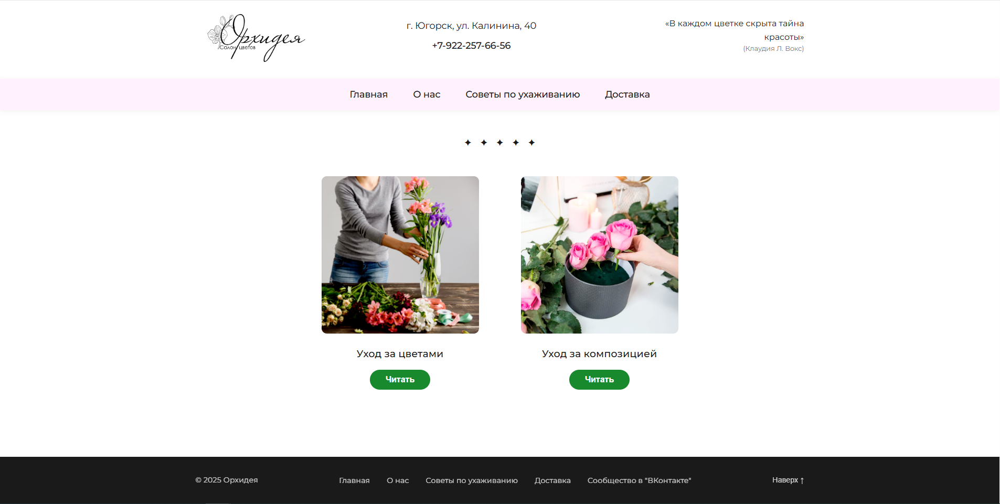 Орхидея
Салон цветов
г. Югорск, ул. Калинина, 40
+7-922-257-66-56
«В каждом цветке скрыта тайна
красоты»
(Клаудия Л. Вокс)
Главная О нас Советы по ухаживанию Доставка
Уход за цветами Уход за композицией
Читать Читать
© 2025 Орхидея Главная О нас Советы по ухаживанию Доставка Сообщество в "ВКонтакте" Наверх ↑